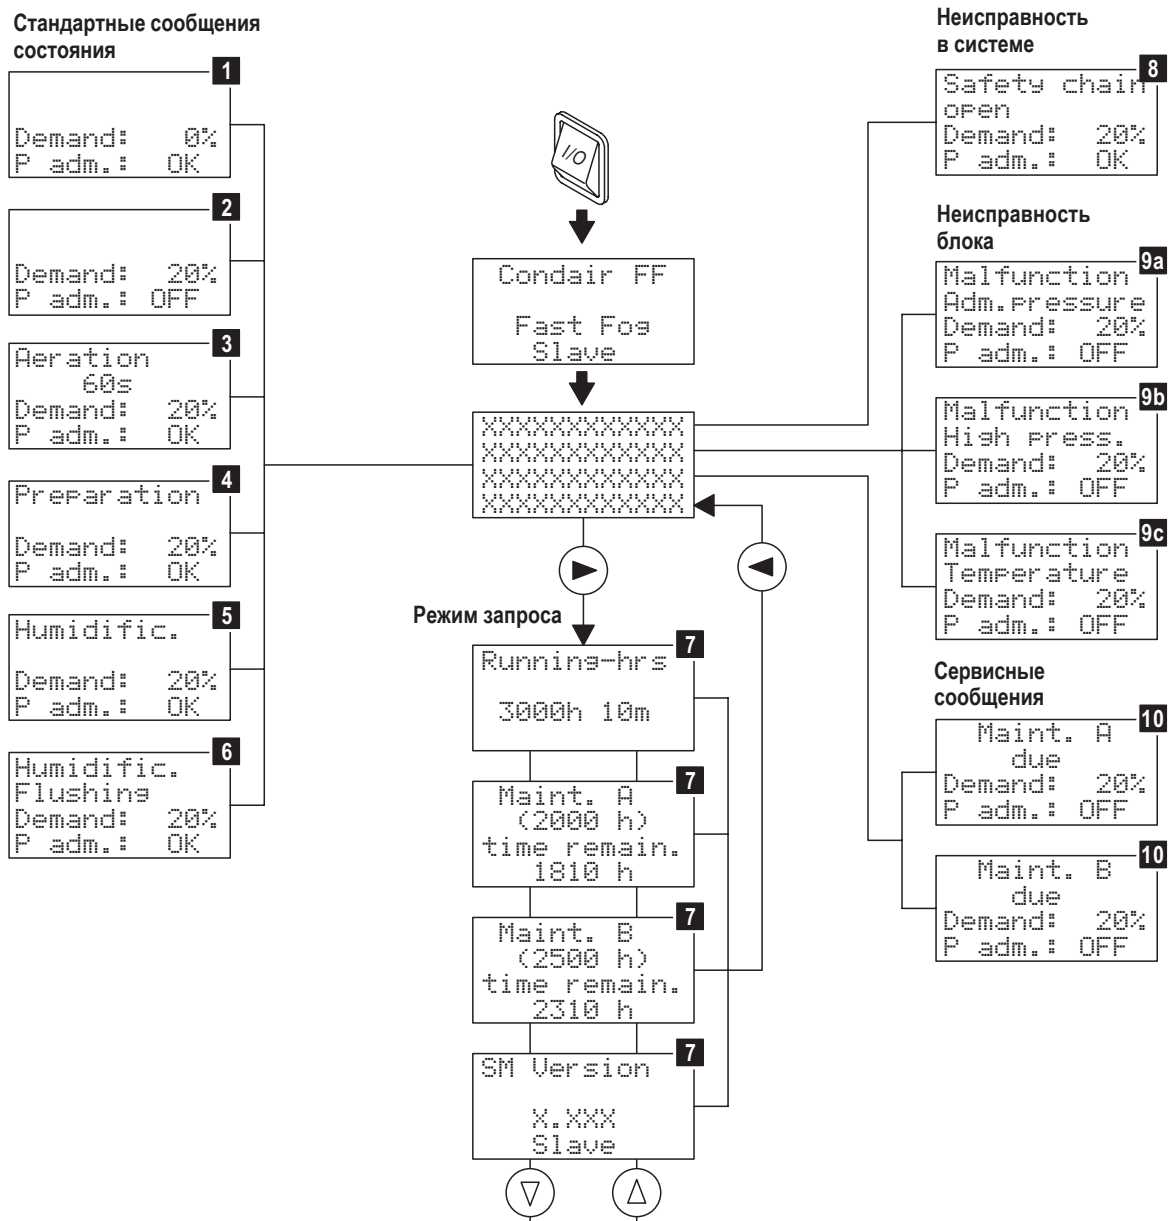 Стандартные сообщения
состояния
1
Demand: 0%
P adm.: OK
2
Demand: 20%
P adm.: OFF
3
Aeration
60s
Demand: 20%
P adm.: OK
4
Preparation
Demand: 20%
P adm.: OK
5
Humidific.
Demand: 20%
P adm.: OK
6
Humidific.
Flushing
Demand: 20%
P adm.: OK
I/O
Condair FF
Fast Fog
Slave
XXXXXXXXXXXX
XXXXXXXXXXXX
XXXXXXXXXXXX
XXXXXXXXXXXX
Режим запроса
7
Running-hrs
3000h 10m
7
Maint. A
(2000 h)
time remain.
1810 h
7
Maint. B
(2500 h)
time remain.
2310 h
7
SM Version
X.XXX
Slave
Неисправность
в системе
8
Safety chain
open
Demand: 20%
P adm.: OK
Неисправность
блока
9a
Malfunction
Adm.pressure
Demand: 20%
P adm.: OFF
9b
Malfunction
High press.
Demand: 20%
P adm.: OFF
9c
Malfunction
Temperature
Demand: 20%
P adm.: OFF
Сервисные
сообщения
10
Maint. A
due
Demand: 20%
P adm.: OFF
10
Maint. B
due
Demand: 20%
P adm.: OFF